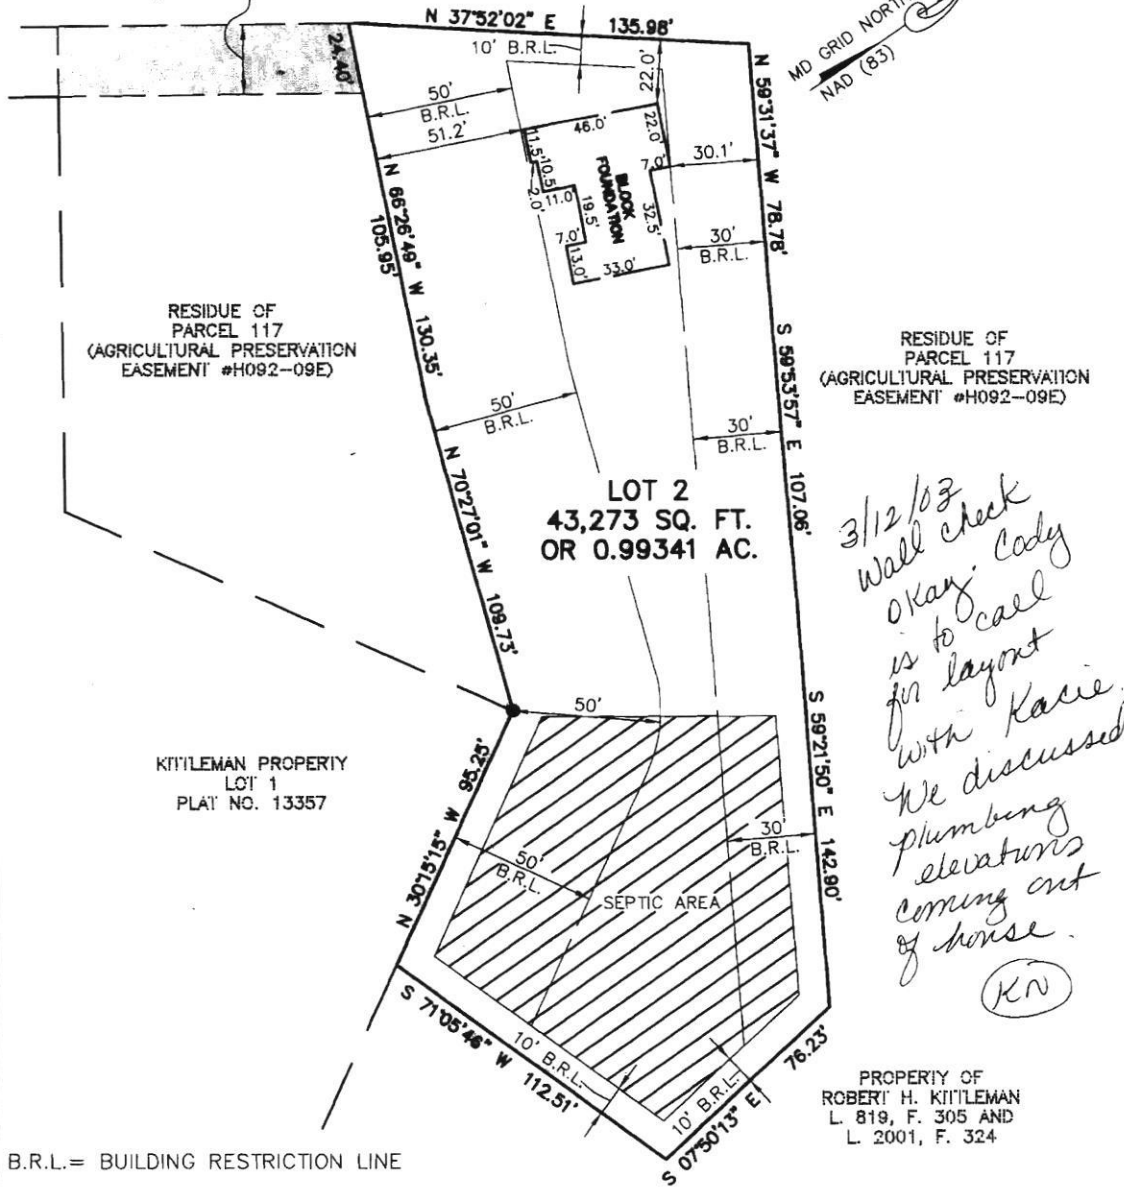 N 37°52'02" E 135.98'
MD GRID NORTH
NAD (83)
10' B.R.L.
24.40'
22.0'
50'
B.R.L.
51.2'
46.0'
22.0'
N 59°31'37" W 78.78'
11.5'
10.5'
2.0'
11.0'
BLOCK
FOUNDATION
7.0'
30.1'
19.5'
32.5'
7.0'
13.0'
33.0'
30'
B.R.L.
N 66°26'49" W 130.35'
105.95'
RESIDUE OF
PARCEL 117
(AGRICULTURAL PRESERVATION
EASEMENT #H092--09E)
RESIDUE OF
PARCEL 117
(AGRICULTURAL PRESERVATION
EASEMENT #H092--09E)
S 59°53'57" E 107.06'
50'
B.R.L.
30'
B.R.L.
N 70°27'01" W 109.73'
LOT 2
43,273 SQ. FT.
OR 0.99341 AC.
3/12/03
Wall check
okay. Cody
is to call
for layout
with Kacie.
We discussed
plumbing
elevations
coming out
of house.
KN
50'
S 59°21'50" E 142.90'
KITTLEMAN PROPERTY
LOT 1
PLAT NO. 13357
N 30°15'15" W 95.25'
30'
B.R.L.
50'
B.R.L.
SEPTIC AREA
S 71°05'46" W 112.51'
10' B.R.L.
10' B.R.L.
S 07°50'13" E 76.23'
PROPERTY OF
ROBERT H. KITTLEMAN
L. 819, F. 305 AND
L. 2001, F. 324
B.R.L.= BUILDING RESTRICTION LINE